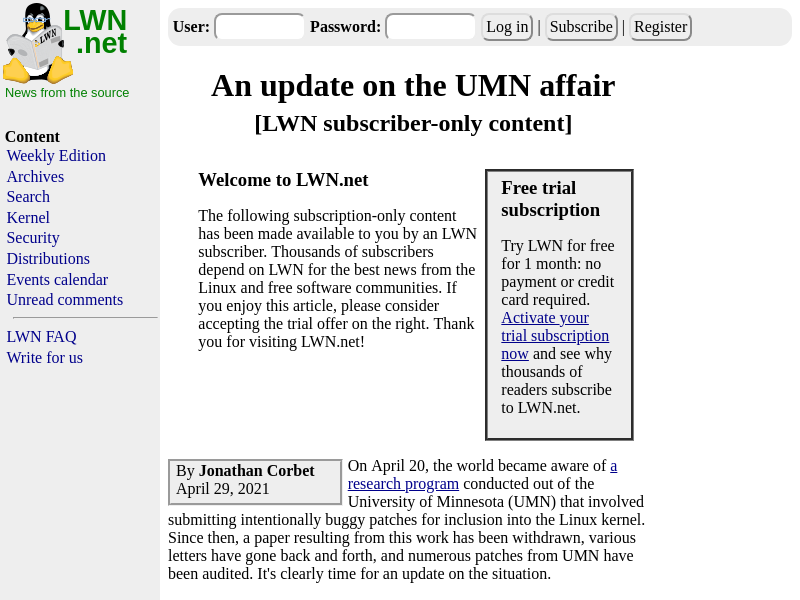 LWN
.net
News from the source
User: Password: Log in | Subscribe | Register
Content
Weekly Edition
Archives
Search
Kernel
Security
Distributions
Events calendar
Unread comments
LWN FAQ
Write for us
An update on the UMN affair
[LWN subscriber-only content]
Welcome to LWN.net
The following subscription-only content
has been made available to you by an LWN
subscriber. Thousands of subscribers
depend on LWN for the best news from the
Linux and free software communities. If
you enjoy this article, please consider
accepting the trial offer on the right. Thank
you for visiting LWN.net!
Free trial
subscription
Try LWN for free
for 1 month: no
payment or credit
card required.
Activate your
trial subscription
now and see why
thousands of
readers subscribe
to LWN.net.
By Jonathan Corbet
April 29, 2021
On April 20, the world became aware of a
research program conducted out of the
University of Minnesota (UMN) that involved
submitting intentionally buggy patches for inclusion into the Linux kernel.
Since then, a paper resulting from this work has been withdrawn, various
letters have gone back and forth, and numerous patches from UMN have
been audited. It's clearly time for an update on the situation.